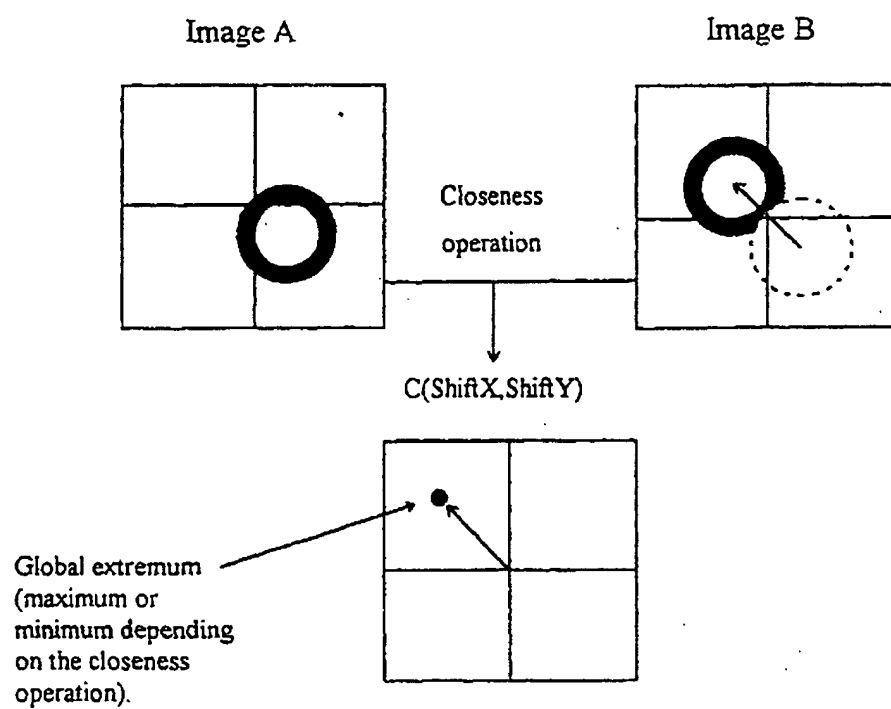 Image A
Image B
Closeness
operation
C(ShiftX,ShiftY)
Global extremum
(maximum or
minimum depending
on the closeness
operation).